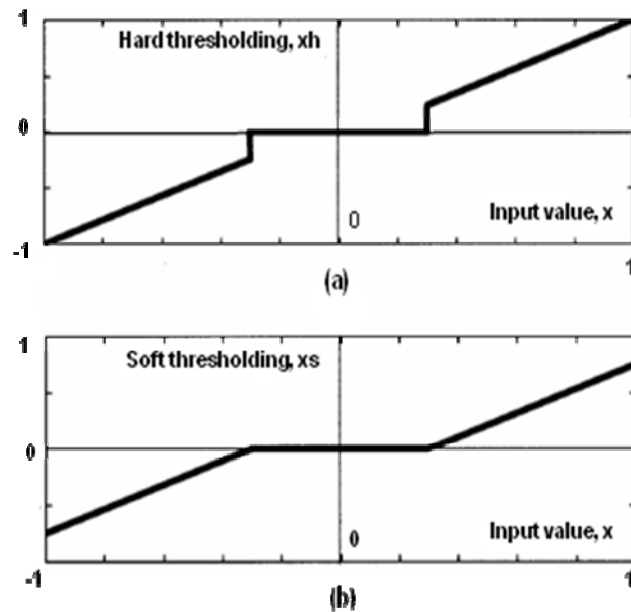 1
Hard thresholding, xh
0
0
Input value, x
-1
1
(a)
1
Soft thresholding, xs
0
0
Input value, x
-1
1
(b)